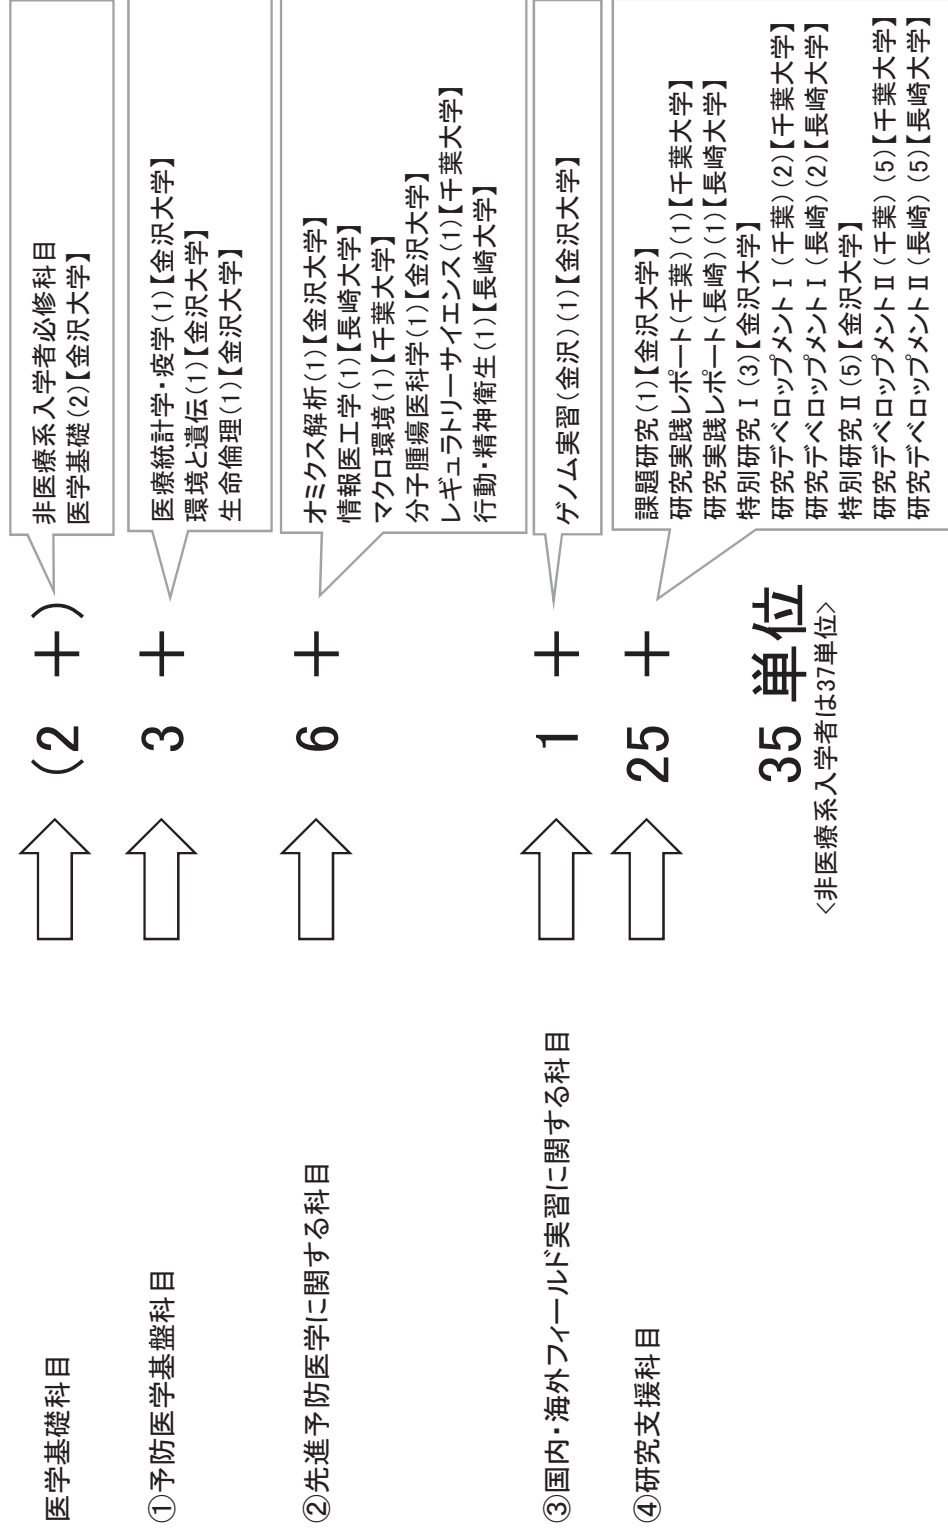 医学基礎科目
(2 ＋)
非医療系入学者必修科目
医学基礎(2)【金沢大学】
①予防医学基盤科目
3 ＋
医療統計学・疫学(1)【金沢大学】
環境と遺伝(1)【金沢大学】
生命倫理(1)【金沢大学】
②先進予防医学に関する科目
6 ＋
オミクス解析(1)【金沢大学】
情報医工学(1)【長崎大学】
マクロ環境(1)【千葉大学】
分子腫瘍医科学(1)【金沢大学】
レギュラトリーサイエンス(1)【千葉大学】
行動・精神衛生(1)【長崎大学】
③国内・海外フィールド実習に関する科目
1 ＋
ゲノム実習(金沢)(1)【金沢大学】
④研究支援科目
25 ＋
課題研究(1)【金沢大学】
研究実践レポート(千葉)(1)【千葉大学】
研究実践レポート(長崎)(1)【長崎大学】
特別研究Ⅰ(3)【金沢大学】
研究デベロップメントⅠ(千葉)(2)【千葉大学】
研究デベロップメントⅠ(長崎)(2)【長崎大学】
特別研究Ⅱ(5)【金沢大学】
研究デベロップメントⅡ(千葉)(5)【千葉大学】
研究デベロップメントⅡ(長崎)(5)【長崎大学】
35 単位
<非医療系入学者は37単位>